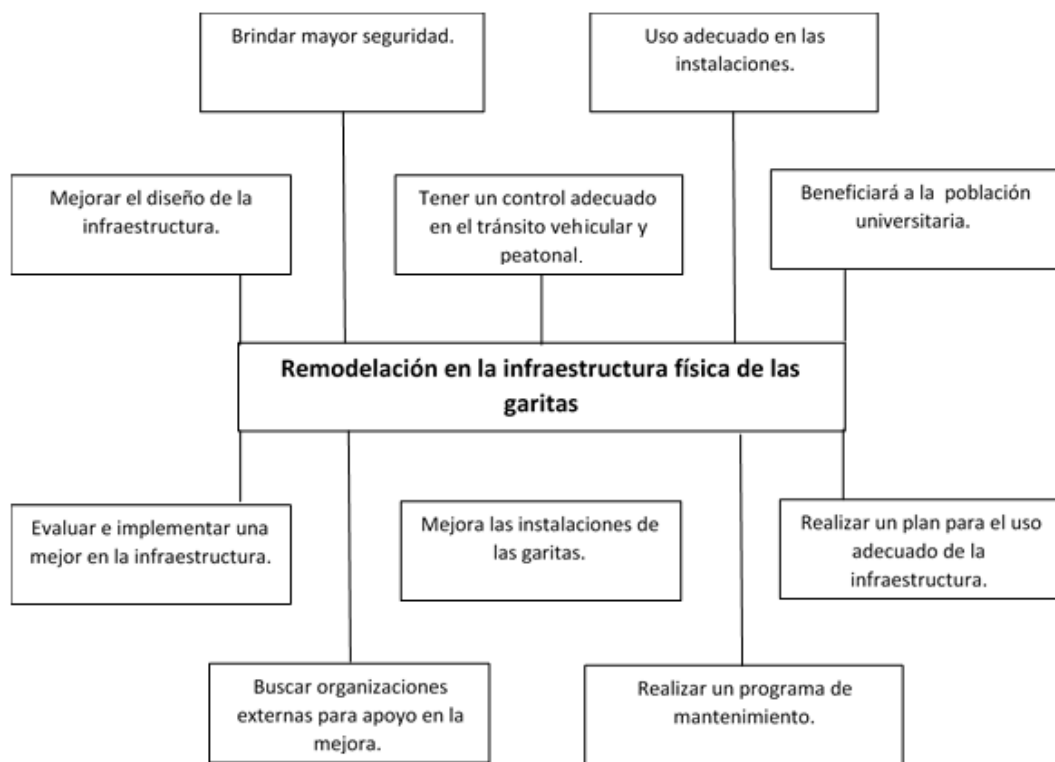 Brindar mayor seguridad.
Uso adecuado en las
instalaciones.
Mejorar el diseño de la
infraestructura.
Tener un control adecuado
en el tránsito vehicular y
peatonal.
Beneficiará a la población
universitaria.
Remodelación en la infraestructura física de las
garitas
Evaluar e implementar una
mejor en la infraestructura.
Mejora las instalaciones de
las garitas.
Realizar un plan para el uso
adecuado de la
infraestructura.
Buscar organizaciones
externas para apoyo en la
mejora.
Realizar un programa de
mantenimiento.